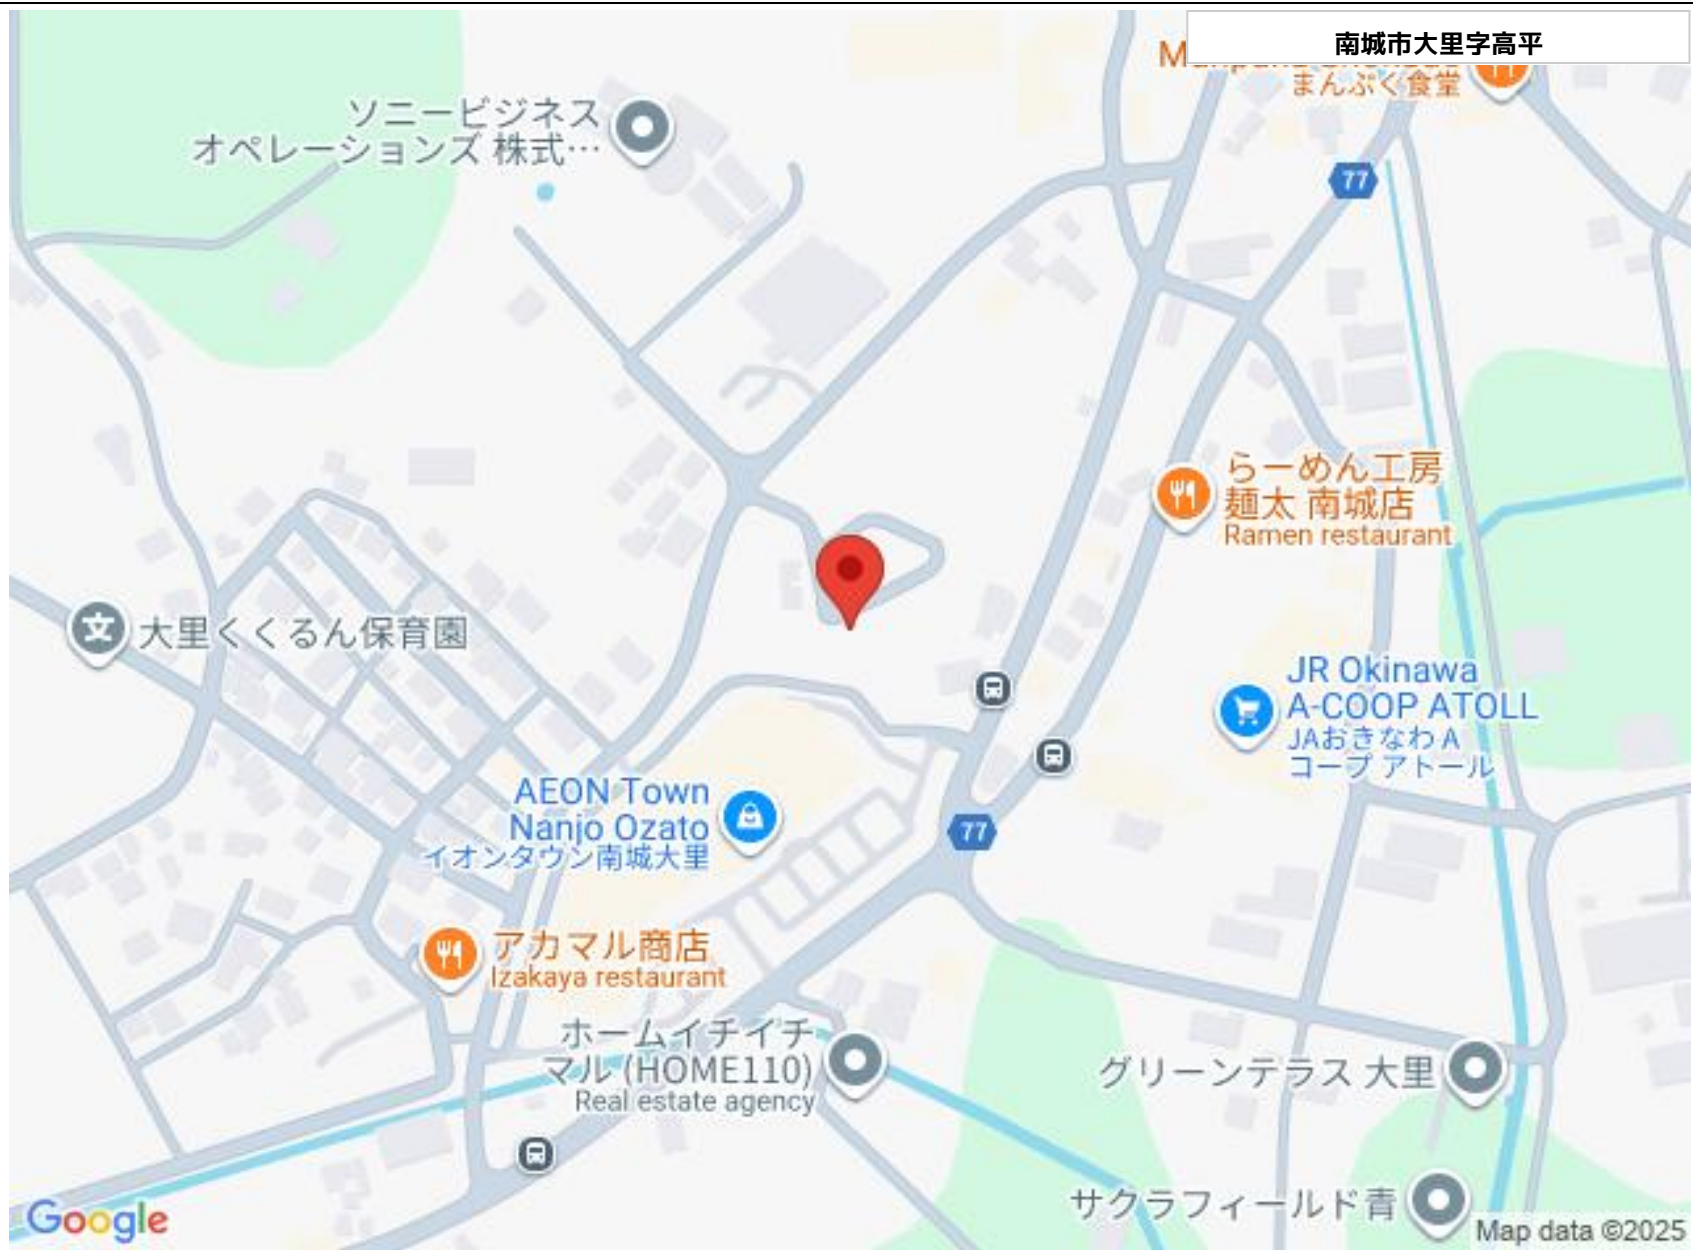 南城市大里字高平
まんぷく食堂
ソニービジネス
オペレーションズ 株式…
77
らーめん工房
麺太 南城店
Ramen restaurant
大里くくるん保育園
JR Okinawa
A-COOP ATOLL
JAおきなわ A
コープ アトール
AEON Town
Nanjo Ozato
イオンタウン南城大里
77
アカマル商店
Izakaya restaurant
ホームイチイチ
マル (HOME110)
Real estate agency
グリーンテラス 大里
サクラフィールド青
Google
Map data ©2025
文